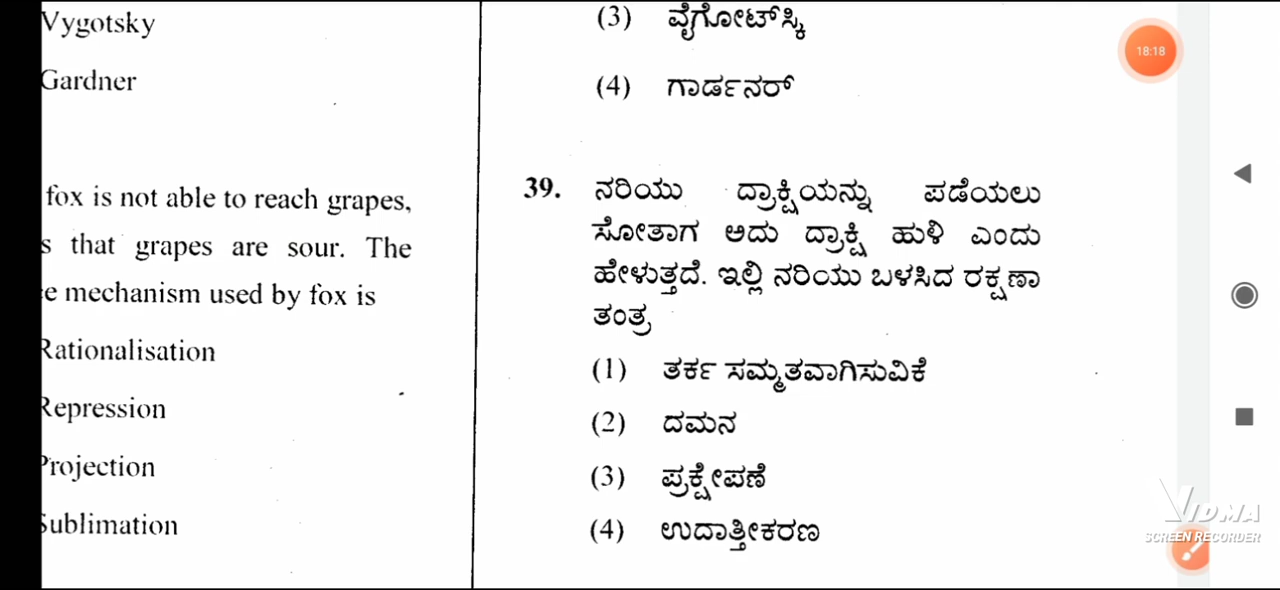 Vygotsky
Gardner
fox is not able to reach grapes,
s that grapes are sour. The
e mechanism used by fox is
Rationalisation
Repression
Projection
Sublimation
(3) ವೈಗೋಟ್‌ಸ್ಕಿ
(4) ಗಾರ್ಡನರ್
39. ನರಿಯು ದ್ರಾಕ್ಷಿಯನ್ನು ಪಡೆಯಲು
ಸೋತಾಗ ಅದು ದ್ರಾಕ್ಷಿ ಹುಳಿ ಎಂದು
ಹೇಳುತ್ತದೆ. ಇಲ್ಲಿ ನರಿಯು ಬಳಸಿದ ರಕ್ಷಣಾ
ತಂತ್ರ
(1) ತರ್ಕ ಸಮ್ಮತವಾಗಿಸುವಿಕೆ
(2) ದಮನ
(3) ಪ್ರಕ್ಷೇಪಣೆ
(4) ಉದಾತ್ತೀಕರಣ
18:18
VIDMA
SCREEN RECORDER